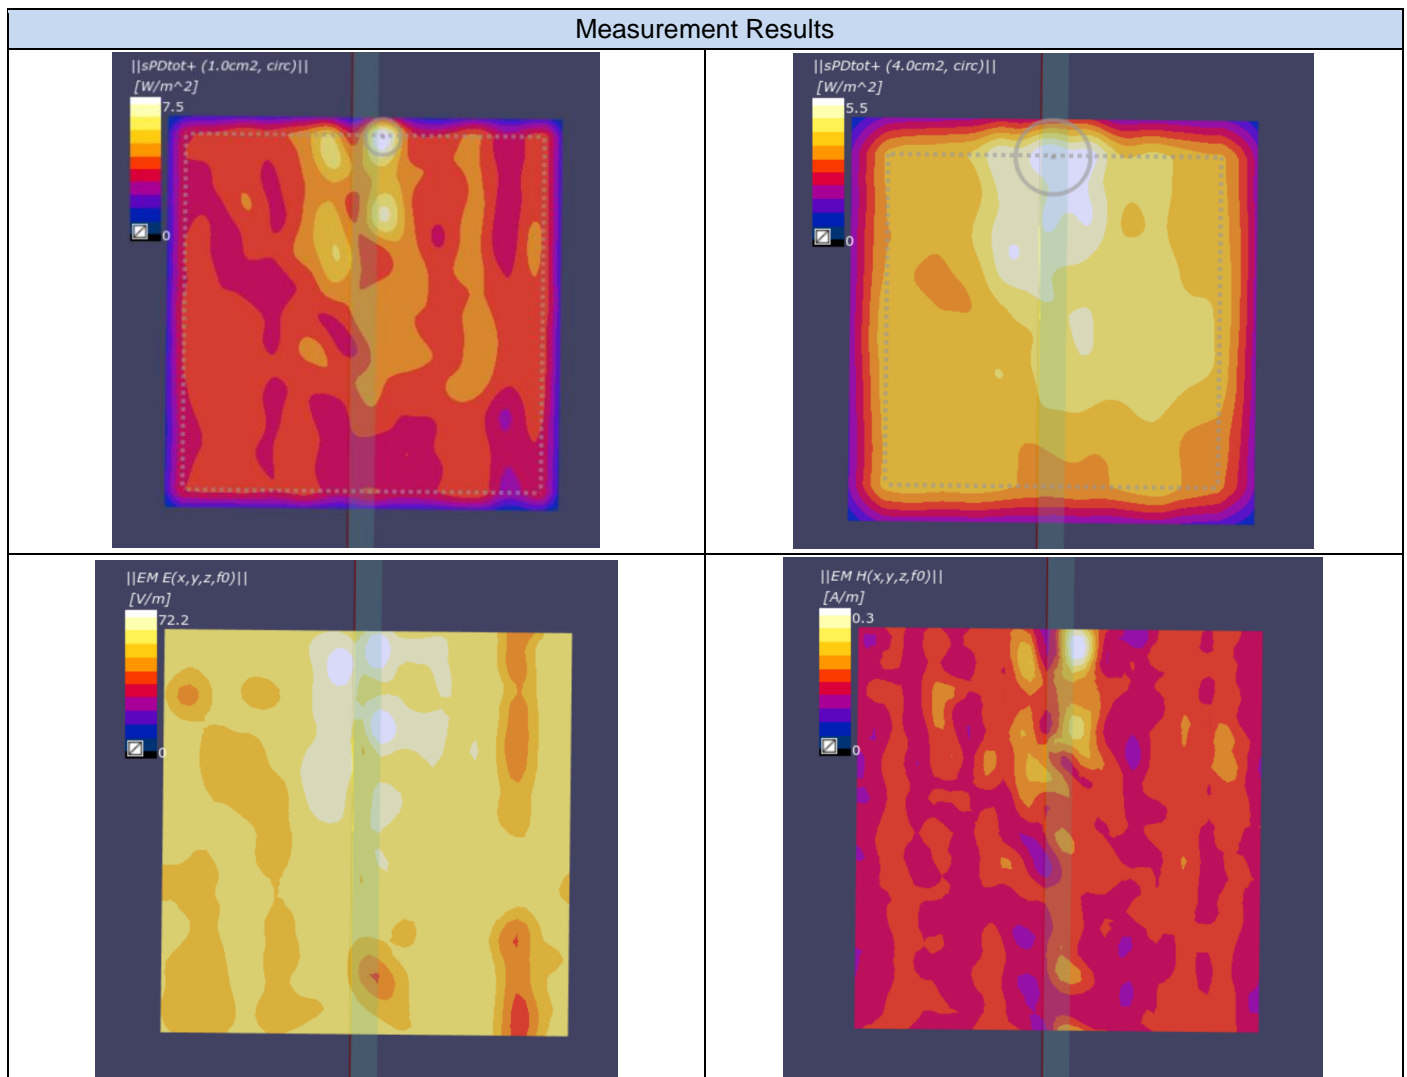 Measurement Results
||sPDtot+ (1.0cm2, circ)||
[W/m^2]
7.5
0
||sPDtot+ (4.0cm2, circ)||
[W/m^2]
5.5
0
||EM E(x,y,z,f0)||
[V/m]
72.2
0
||EM H(x,y,z,f0)||
[A/m]
0.3
0